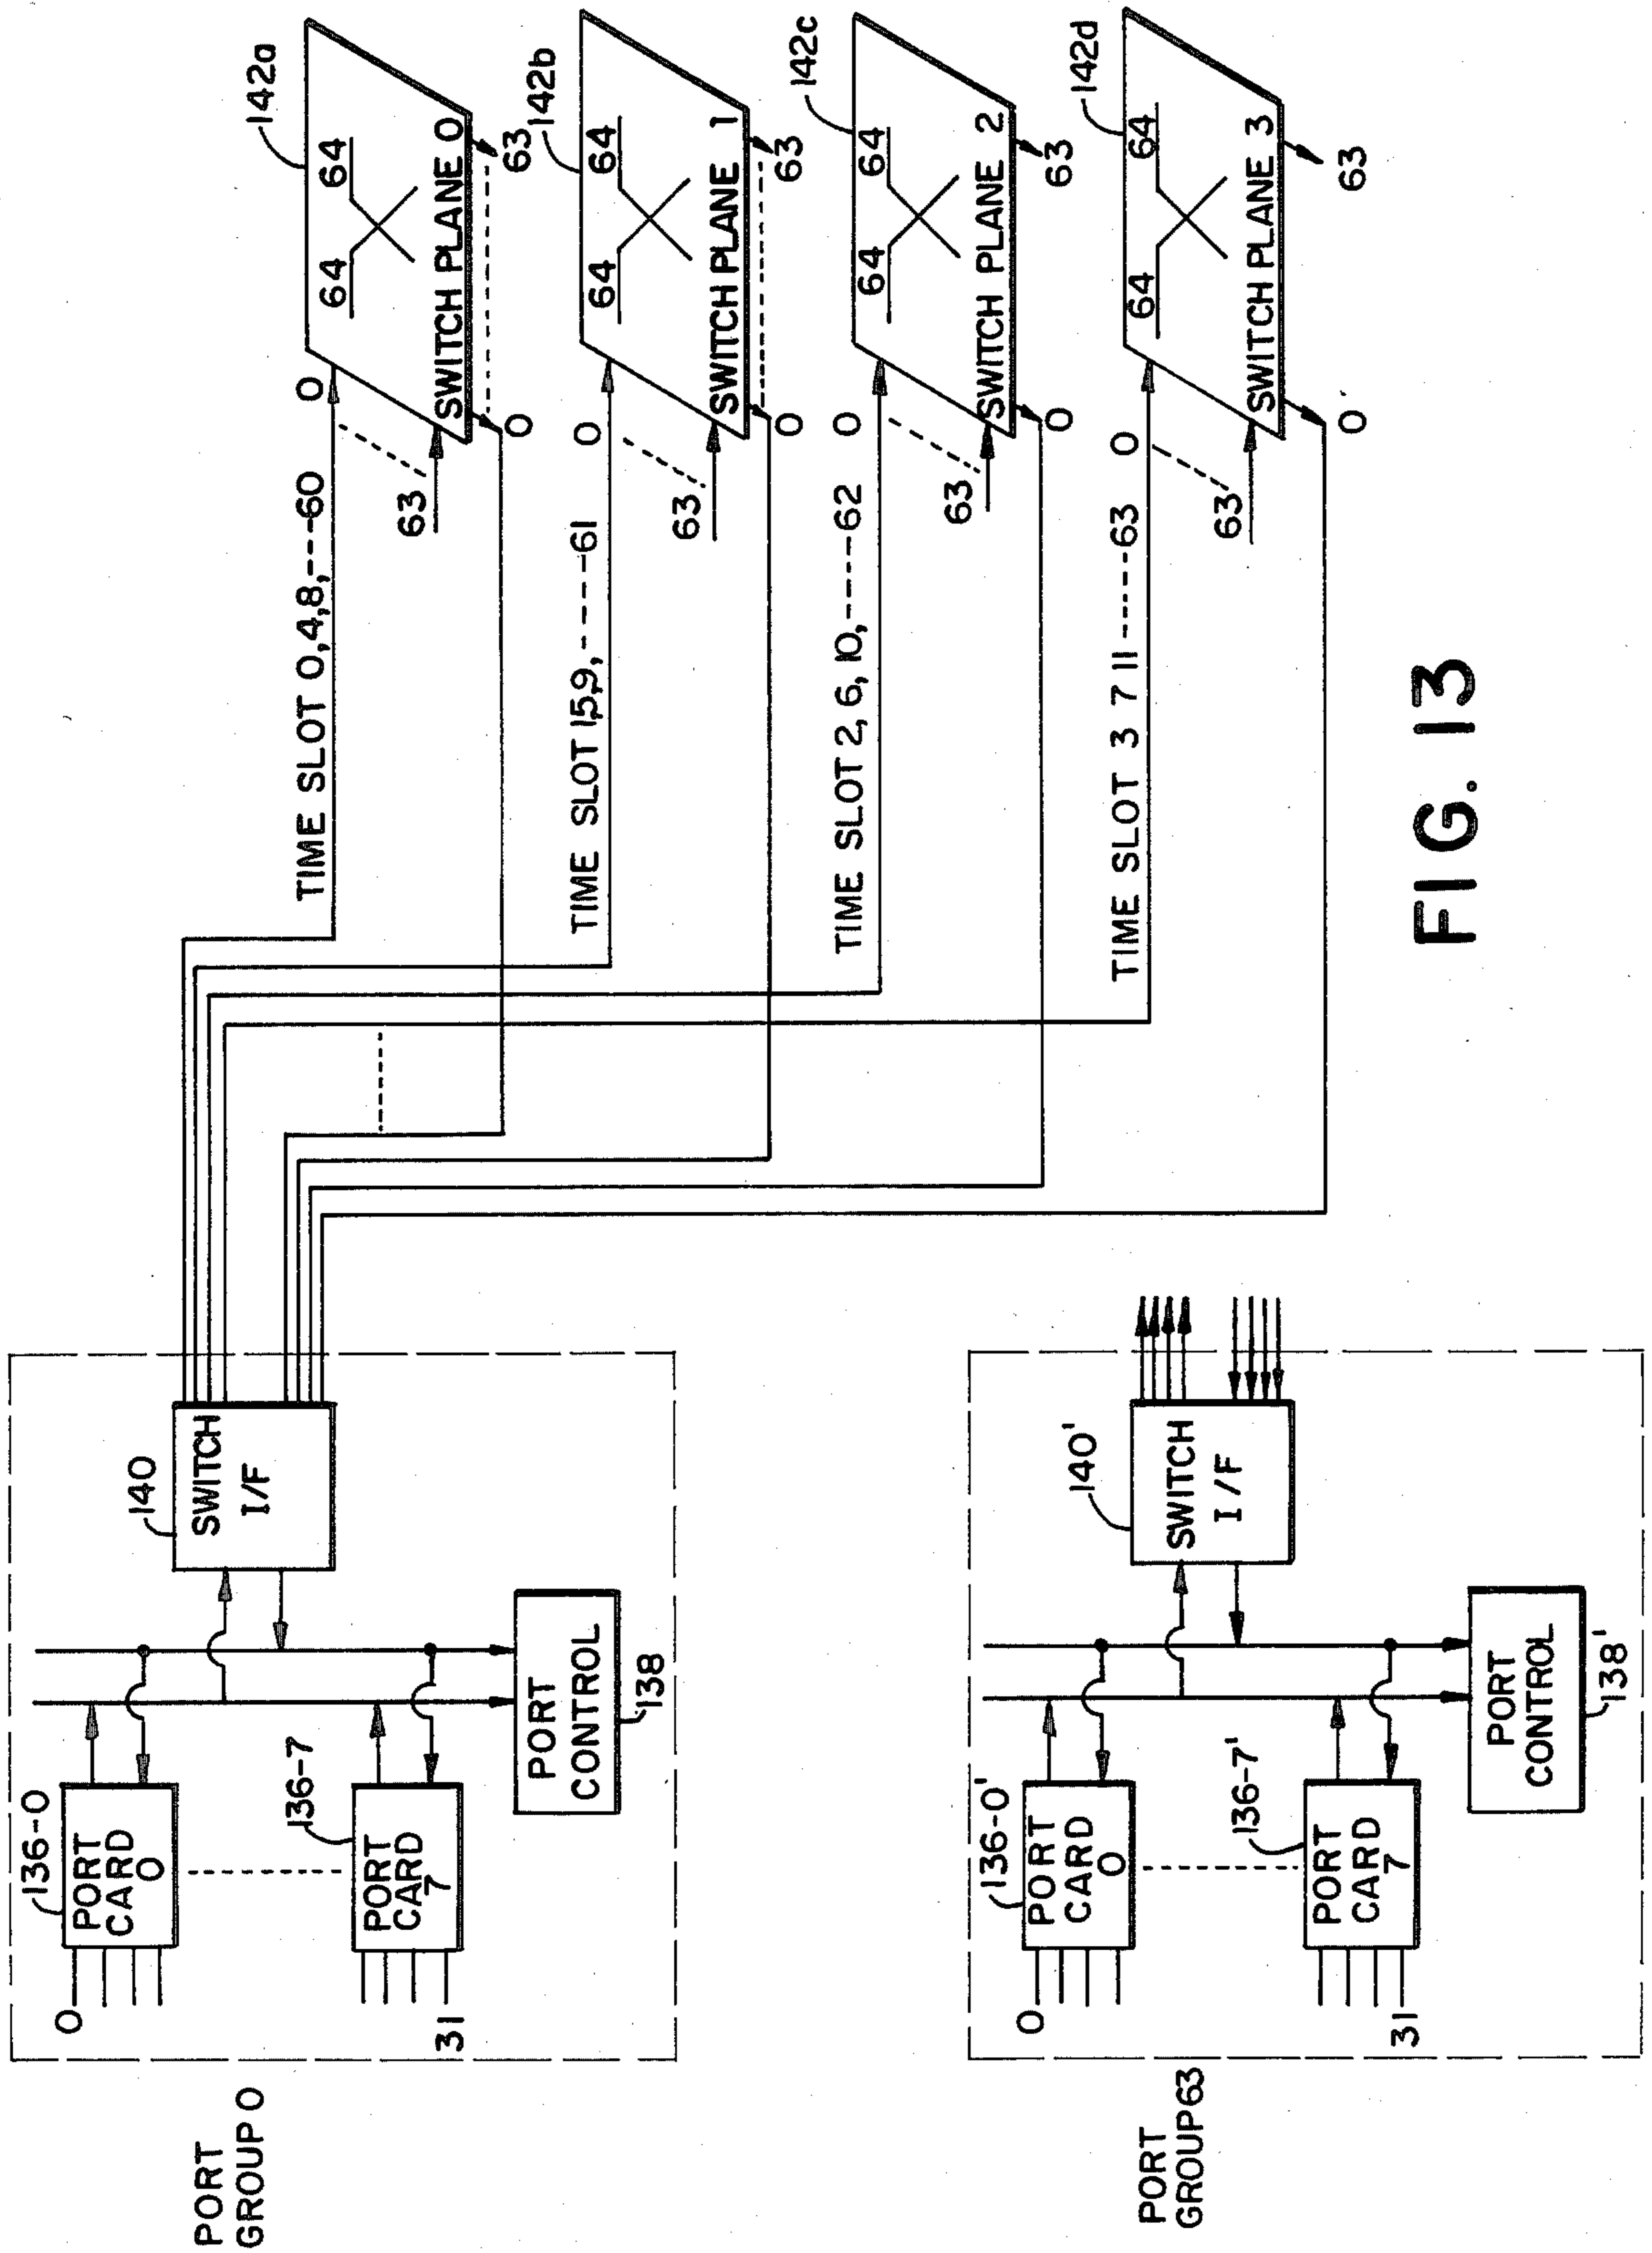 PORT
GROUP 0
0
31
136-0
PORT
CARD
0
136-7
PORT
CARD
7
PORT
CONTROL
138
140
SWITCH
I/F
PORT
GROUP 63
0
31
136-0'
PORT
CARD
0
136-7'
PORT
CARD
7
PORT
CONTROL
138'
140'
SWITCH
I/F
TIME SLOT 0,4,8,---60
0
63
142a
64 64
SWITCH PLANE 0
0
63
TIME SLOT 1,5,9,----61
0
63
142b
64 64
SWITCH PLANE 1
0
63
TIME SLOT 2, 6, 10,----62
0
63
142c
64 64
SWITCH PLANE 2
0
63
TIME SLOT 3 7 11 -----63
0
63
142d
64 64
SWITCH PLANE 3
0
63
FIG. 13